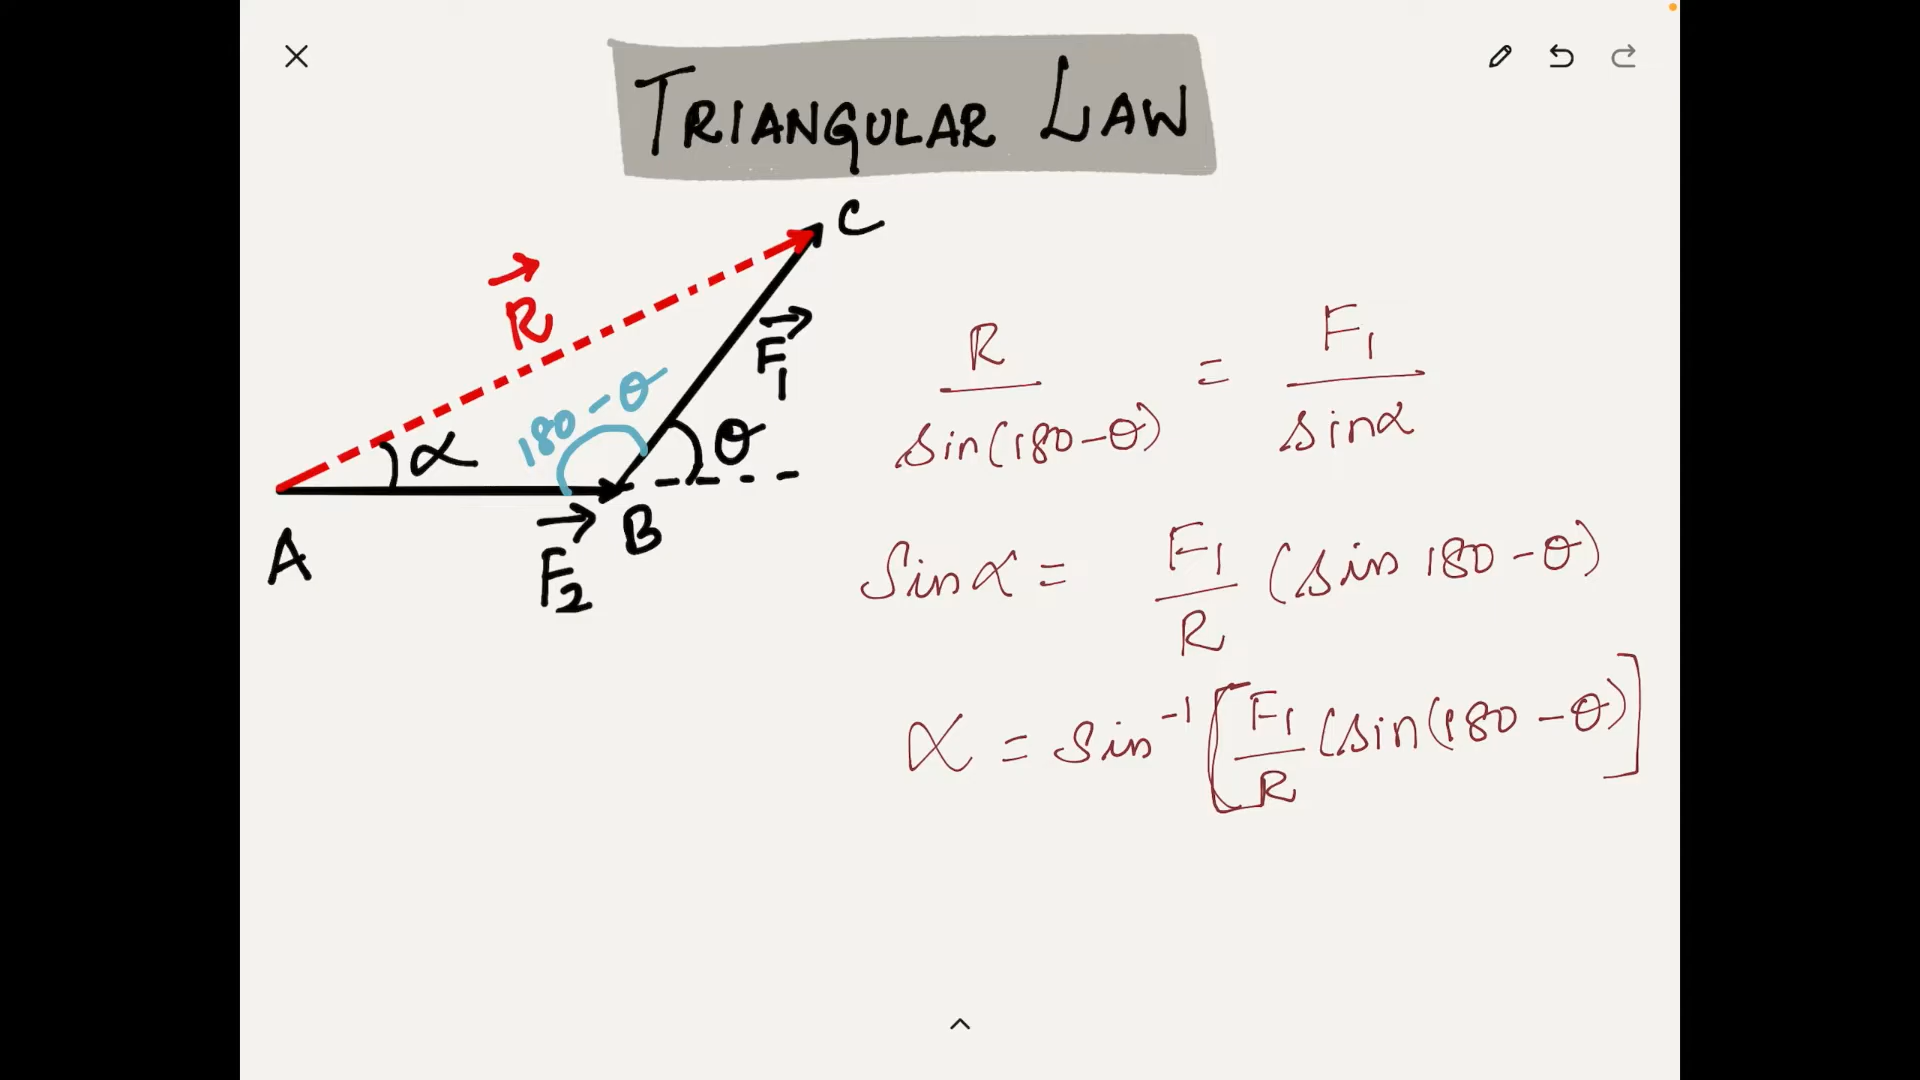 TRIANGULAR LAW
C
R⃗
F⃗₁
180-θ
α
θ
A
B
F⃗₂
R/sin(180-θ) = F₁/sinα
Sinα = F₁/R (sin 180-θ)
α = sin⁻¹[F₁/R (sin(180-θ)]